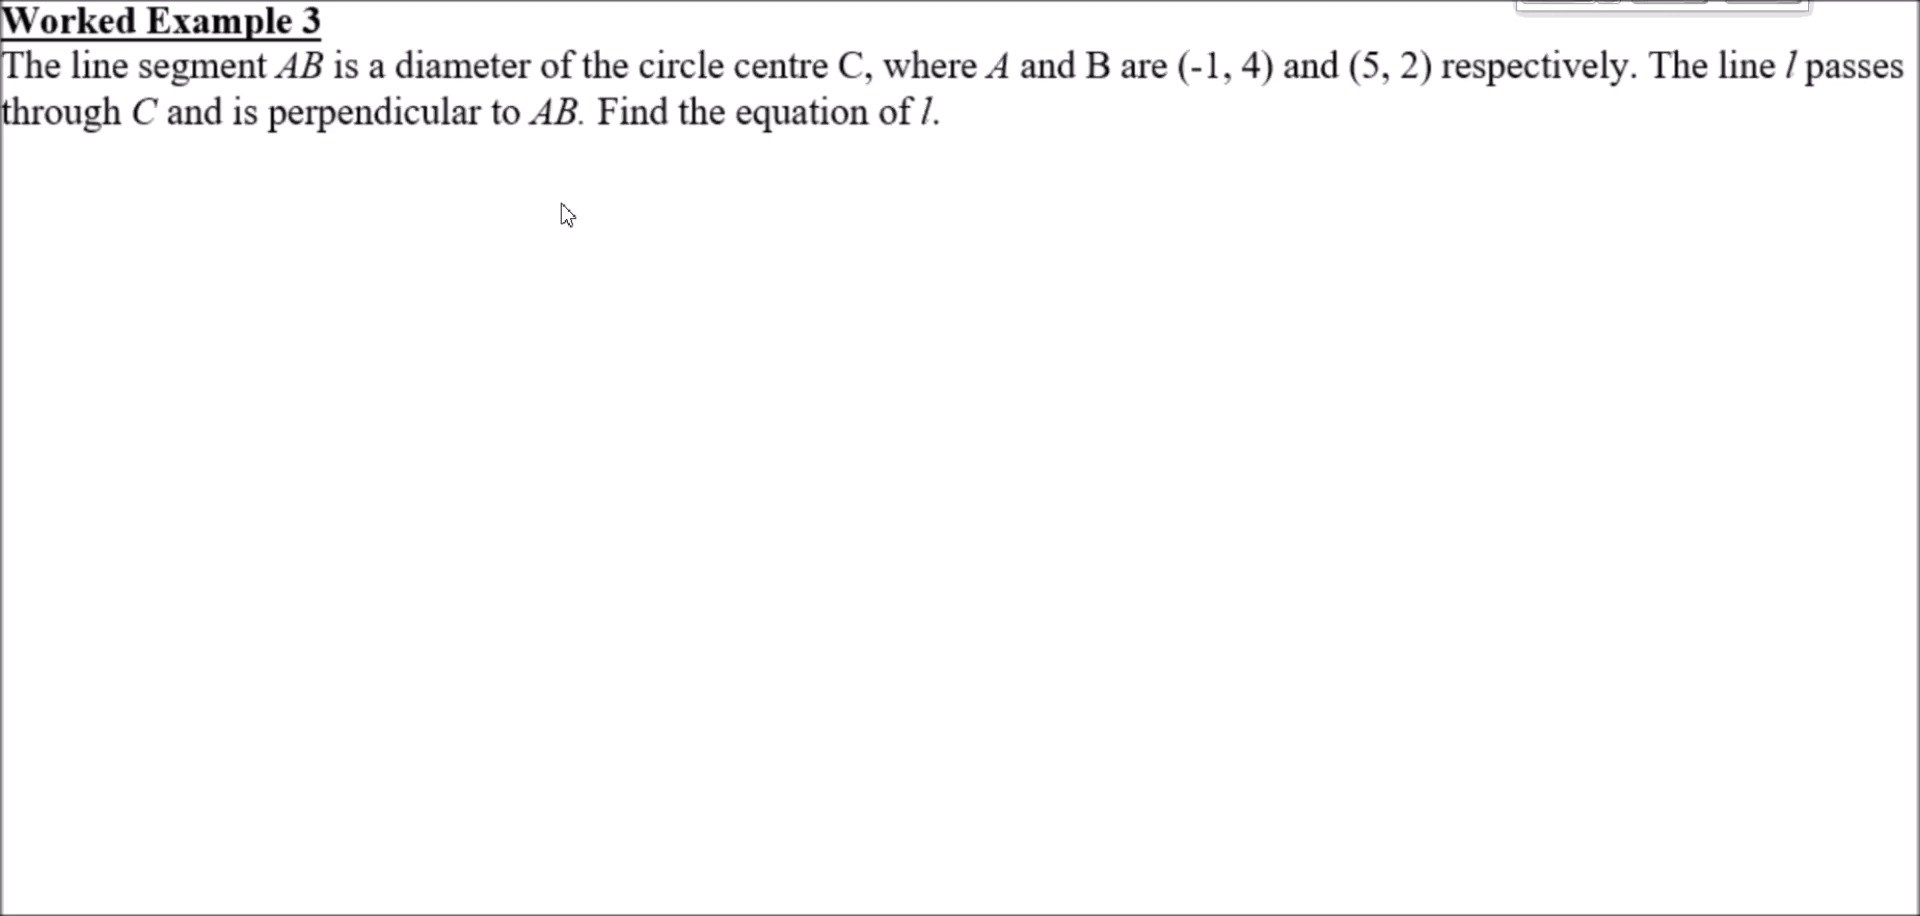 Worked Example 3
The line segment AB is a diameter of the circle centre C, where A and B are (-1, 4) and (5, 2) respectively. The line l passes
through C and is perpendicular to AB. Find the equation of l.